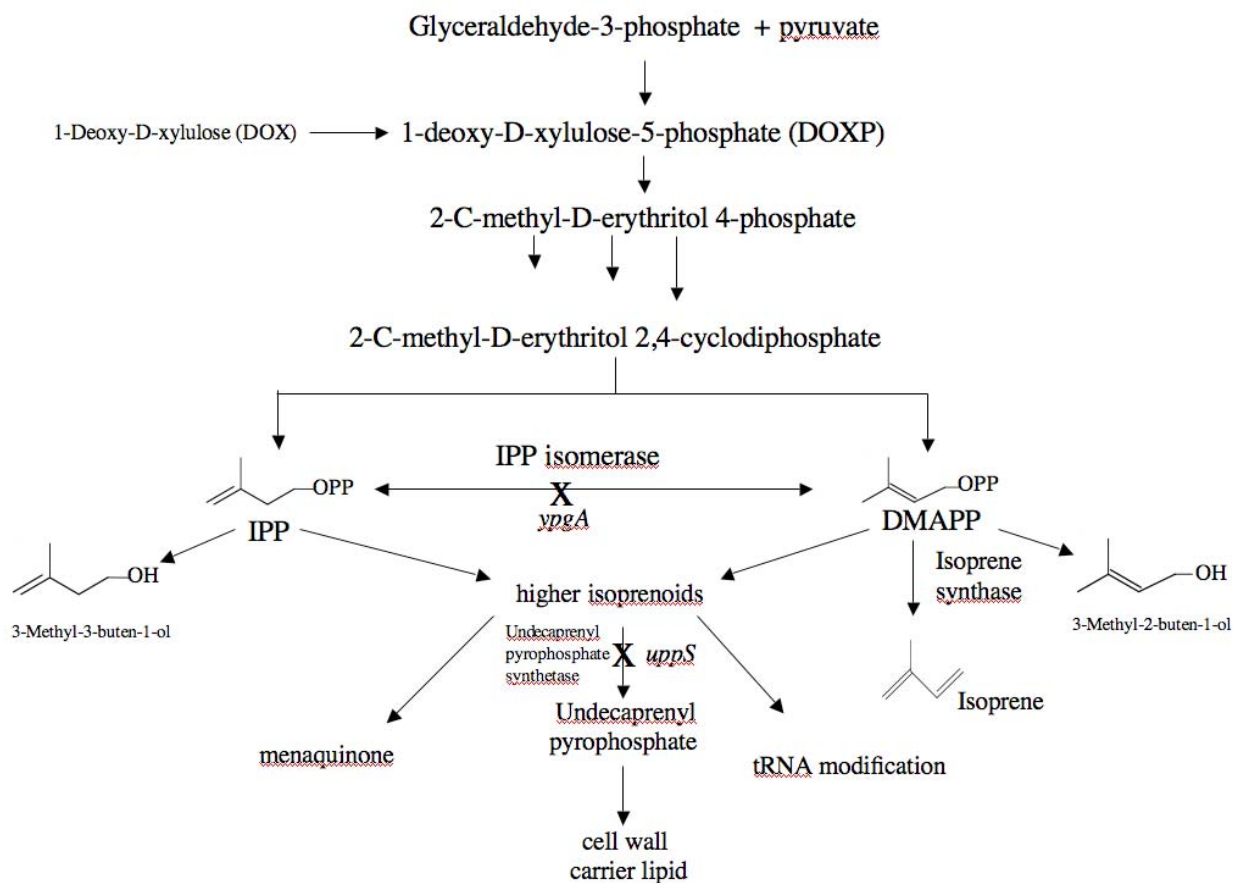 Glyceraldehyde-3-phosphate + pyruvate
1-Deoxy-D-xylulose (DOX)
1-deoxy-D-xylulose-5-phosphate (DOXP)
2-C-methyl-D-erythritol 4-phosphate
2-C-methyl-D-erythritol 2,4-cyclodiphosphate
IPP isomerase
OPP
X
OPP
ypgA
IPP
DMAPP
OH
3-Methyl-3-buten-1-ol
higher isoprenoids
Isoprene
synthase
OH
3-Methyl-2-buten-1-ol
Undecaprenyl
pyrophosphate
synthetase
X uppS
Isoprene
Undecaprenyl
pyrophosphate
menaquinone
tRNA modification
cell wall
carrier lipid